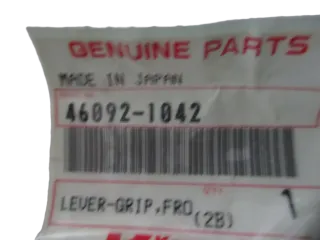 GENUINE PARTS
MADE IN JAPAN
46092-1042
LEVER-GRIP,FRO
(2B)
1